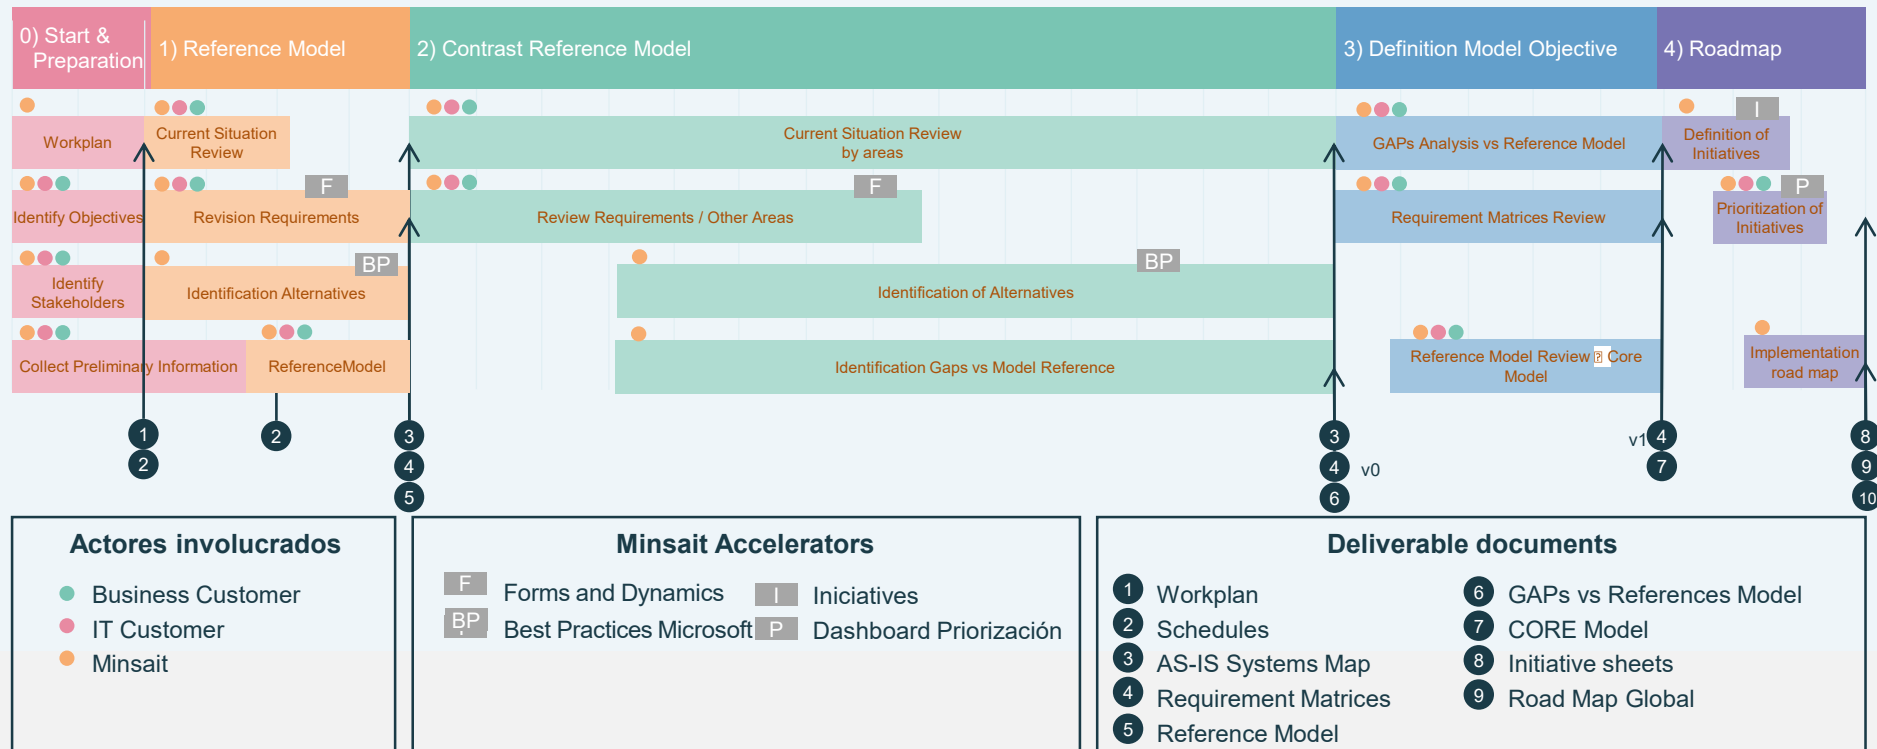 0) Start &
Preparation
1) Reference Model
2) Contrast Reference Model
3) Definition Model Objective
4) Roadmap
Workplan
Current Situation
Review
Current Situation Review
by areas
GAPs Analysis vs Reference Model
I
Definition of
Initiatives
Identify Objectives
F
Revision Requirements
F
Review Requirements / Other Areas
Requirement Matrices Review
P
Prioritization of
Initiatives
Identify
Stakeholders
BP
Identification Alternatives
BP
Identification of Alternatives
Collect Preliminary Information
ReferenceModel
Identification Gaps vs Model Reference
Reference Model Review ? Core
Model
Implementation
road map
1
2
2
3
4
5
3
4 v0
6
v1 4
7
8
9
10
Actores involucrados
Business Customer
IT Customer
Minsait
Minsait Accelerators
F Forms and Dynamics
BP Best Practices Microsoft
I Iniciatives
P Dashboard Priorización
Deliverable documents
1 Workplan
2 Schedules
3 AS-IS Systems Map
4 Requirement Matrices
5 Reference Model
6 GAPs vs References Model
7 CORE Model
8 Initiative sheets
9 Road Map Global